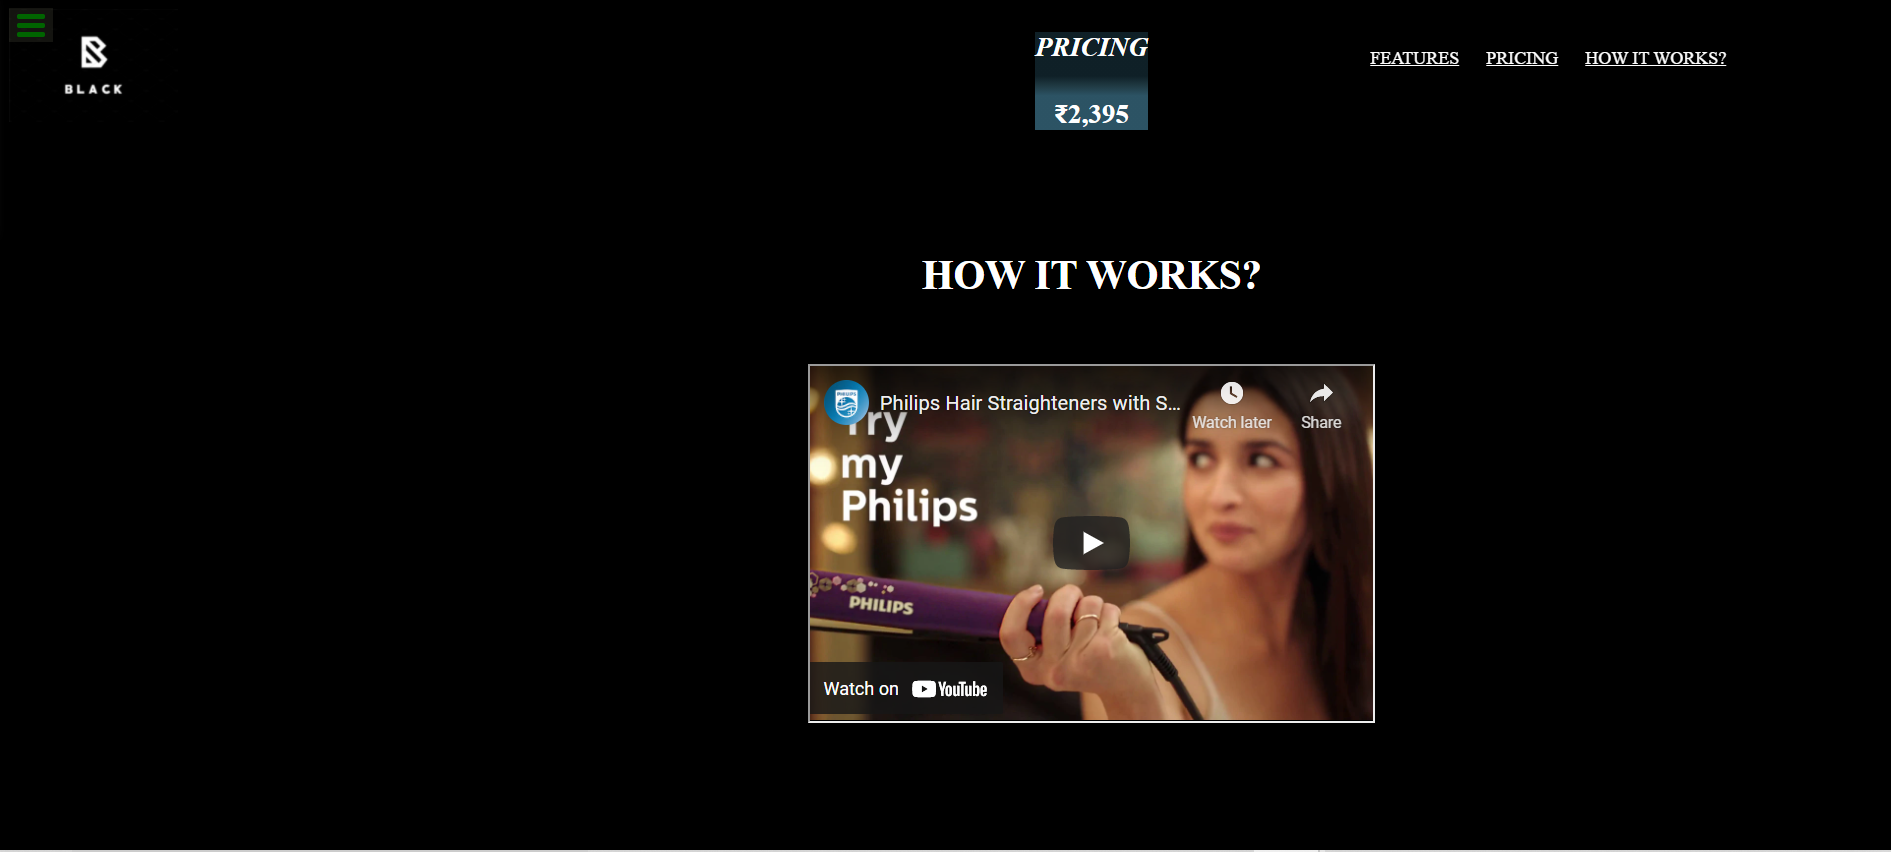 BLACK
PRICING
₹2,395
FEATURES
PRICING
HOW IT WORKS?
HOW IT WORKS?
Philips Hair Straighteners with S...
Watch later
Share
Try
my
Philips
PHILIPS
Watch on YouTube